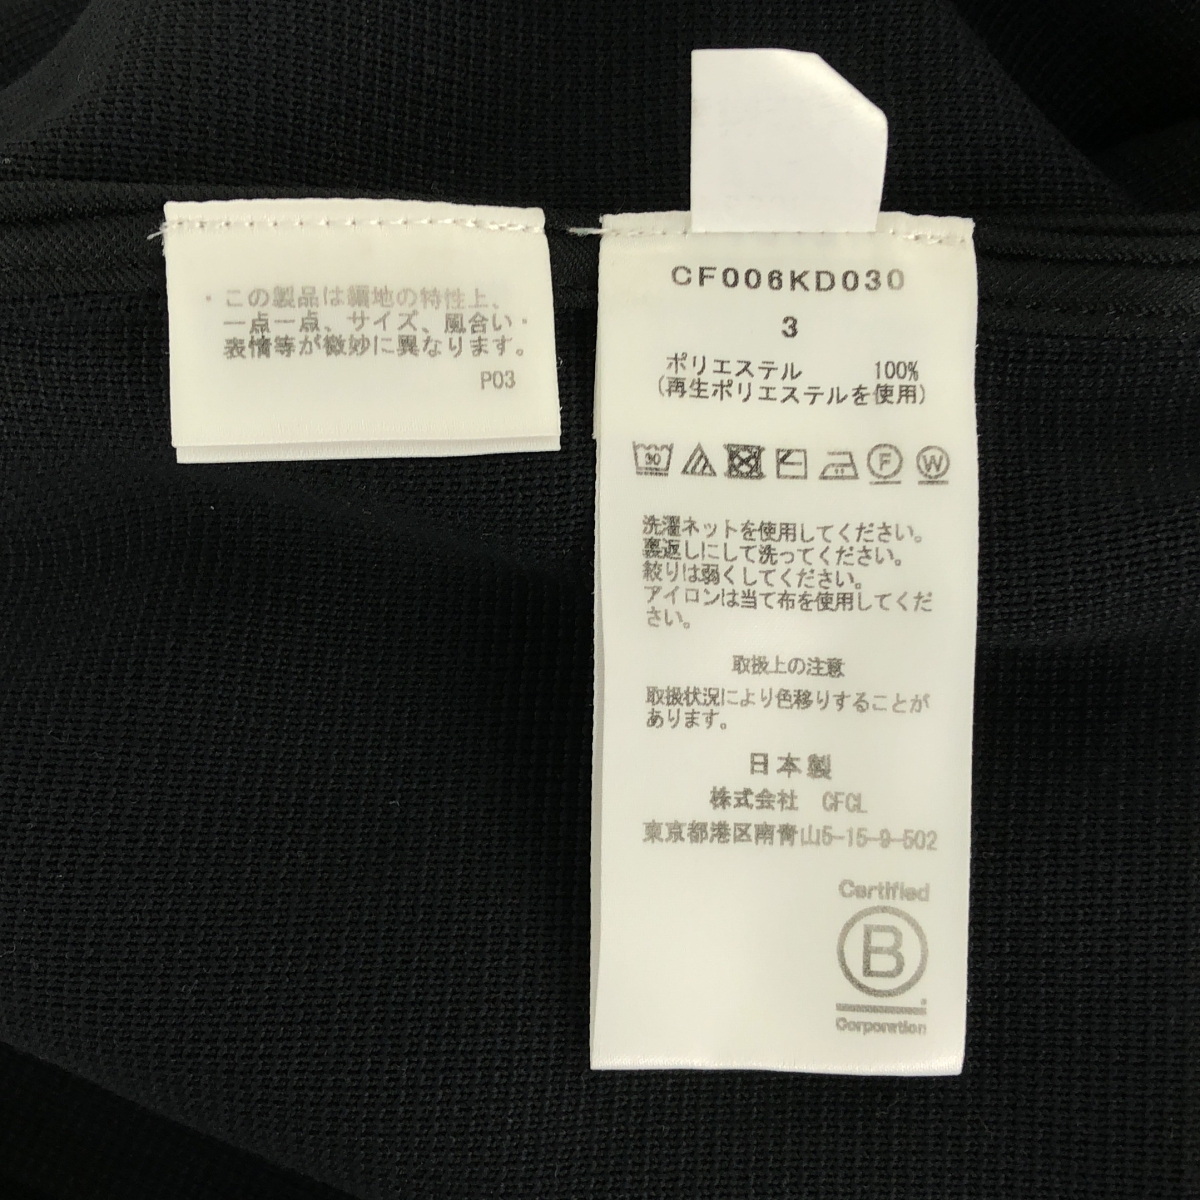 ・この製品は編地の特性上、
一点一点、サイズ、風合い・
表情等が微妙に異なります。
P03
CF006KD030
3
ポリエステル 100%
(再生ポリエステルを使用)
30
F
W
洗濯ネットを使用してください。
裏返しにして洗ってください。
絞りは弱くしてください。
アイロンは当て布を使用してくだ
さい。
取扱上の注意
取扱状況により色移りすることが
あります。
日本製
株式会社 CFCL
東京都港区南青山5-15-9-502
Certified
B
Corporation